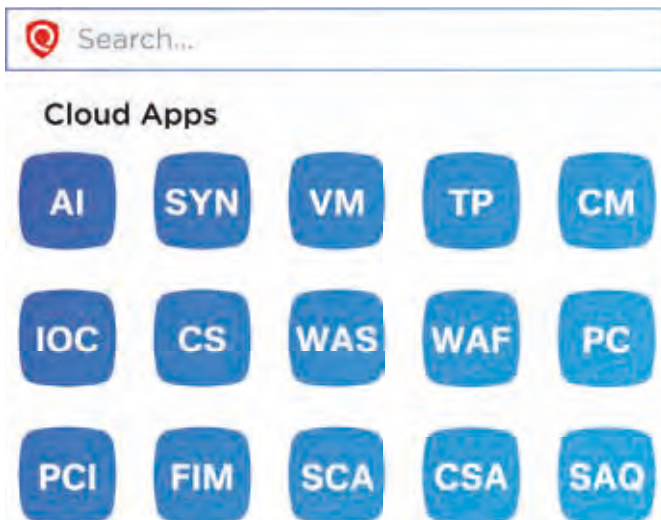 Search...
Cloud Apps
AI SYN VM TP CM
IOC CS WAS WAF PC
PCI FIM SCA CSA SAQ